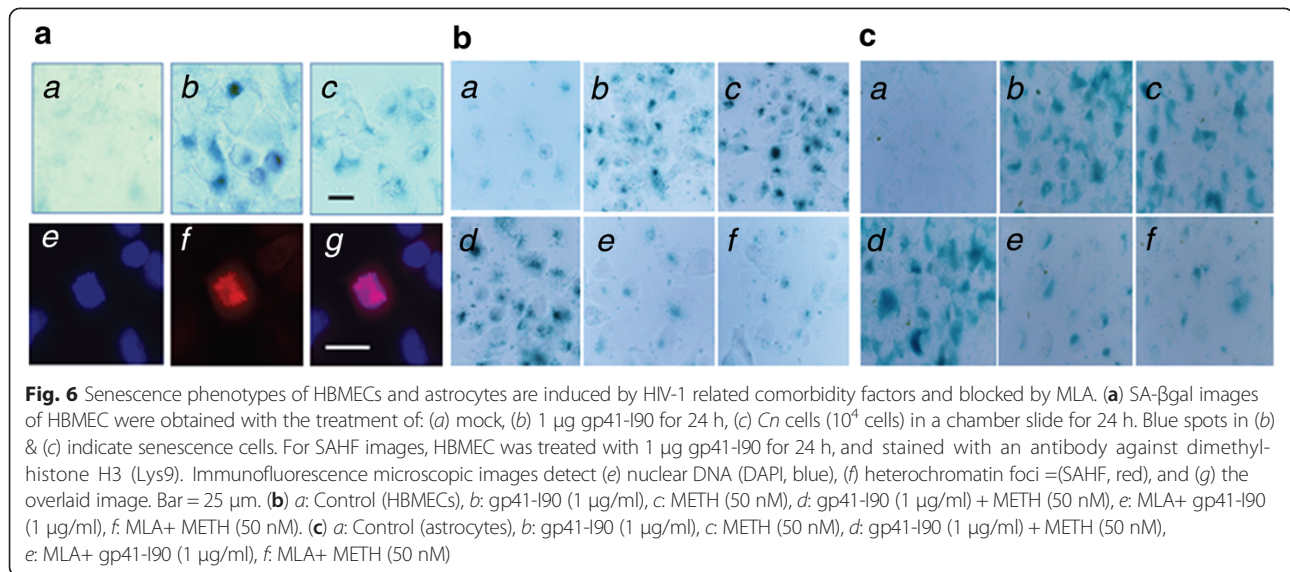 a b c
a b c a b c a b c
e f g d e f d e f
Fig. 6 Senescence phenotypes of HBMECs and astrocytes are induced by HIV-1 related comorbidity factors and blocked by MLA. (a) SA-βgal images
of HBMEC were obtained with the treatment of: (a) mock, (b) 1 μg gp41-I90 for 24 h, (c) Cn cells (10⁴ cells) in a chamber slide for 24 h. Blue spots in (b)
& (c) indicate senescence cells. For SAHF images, HBMEC was treated with 1 μg gp41-I90 for 24 h, and stained with an antibody against dimethyl-
histone H3 (Lys9). Immunofluorescence microscopic images detect (e) nuclear DNA (DAPI, blue), (f) heterochromatin foci =(SAHF, red), and (g) the
overlaid image. Bar = 25 μm. (b) a: Control (HBMECs), b: gp41-I90 (1 μg/ml), c: METH (50 nM), d: gp41-I90 (1 μg/ml) + METH (50 nM), e: MLA+ gp41-I90
(1 μg/ml), f: MLA+ METH (50 nM). (c) a: Control (astrocytes), b: gp41-I90 (1 μg/ml), c: METH (50 nM), d: gp41-I90 (1 μg/ml) + METH (50 nM),
e: MLA+ gp41-I90 (1 μg/ml), f: MLA+ METH (50 nM)